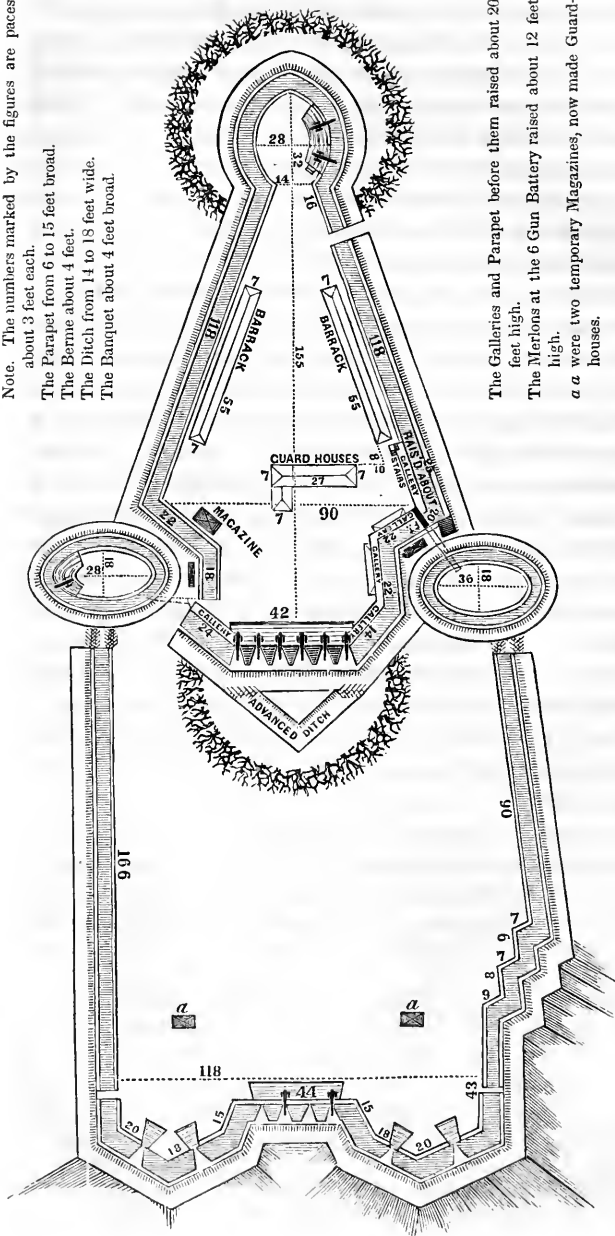 Note. The numbers marked by the figures are paces
about 3 feet each.
The Parapet from 6 to 15 feet broad.
The Berme about 4 feet.
The Ditch from 14 to 18 feet wide.
The Banquet about 4 feet broad.
The Galleries and Parapet before them raised about 20
feet high.
The Merlons at the 6 Gun Battery raised about 12 feet
high.
a a were two temporary Magazines, now made Guard-
houses.
28
32
14
16
7
7
118
118
BARRACK
BARRACK
155
55
55
7
7
8
10
STAIRS
GALLERY
RAIS'D ABOUT
20
GUARD HOUSES
7
27
7
7
90
22
MAGAZINE
18
GALLERY
22
GALLERY
22
28
18
36
18
42
GALLERY
24
GALLERY
24
ADVANCED DITCH
166
90
7
9
7
8
9
a
a
118
43
44
20
18
15
15
18
20